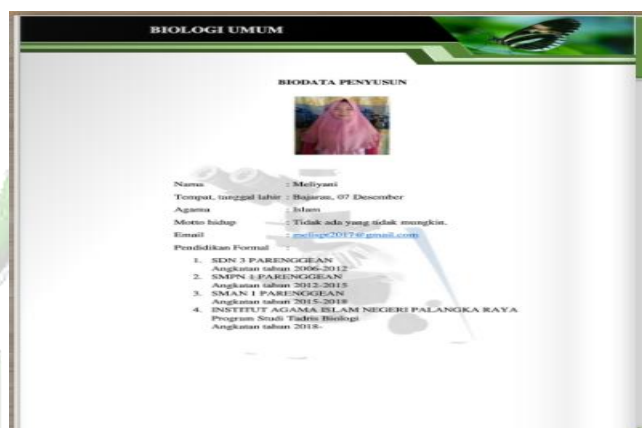 BIOLOGI UMUM
BIODATA PENYUSUN
Nama : Meliyani
Tempat, tanggal lahir : Bajarau, 07 Desember
Agama : Islam
Motto hidup : Tidak ada yang tidak mungkin.
Email :
Pendidikan Formal :
1. SDN 3 PARENGGEAN
Angkatan tahun 2006-2012
2. SMPN 1 PARENGGEAN
Angkatan tahun 2012-2015
3. SMAN 1 PARENGGEAN
Angkatan tahun 2015-2018
4. INSTITUT AGAMA ISLAM NEGERI PALANGKA RAYA
Program Studi Tadris Biologi
Angkatan tahun 2018-